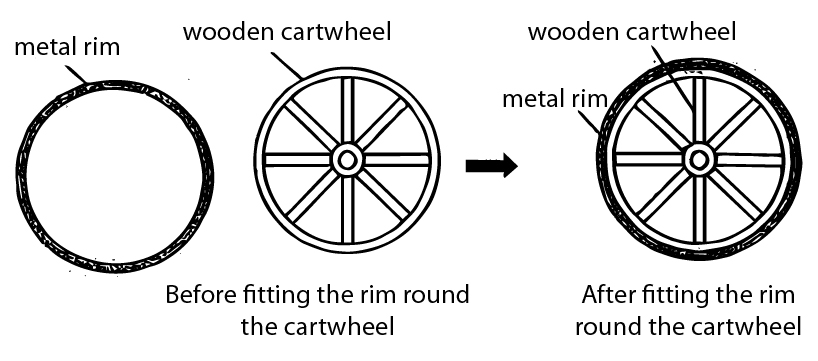 metal rim
wooden cartwheel
wooden cartwheel
metal rim
Before fitting the rim round
the cartwheel
After fitting the rim
round the cartwheel